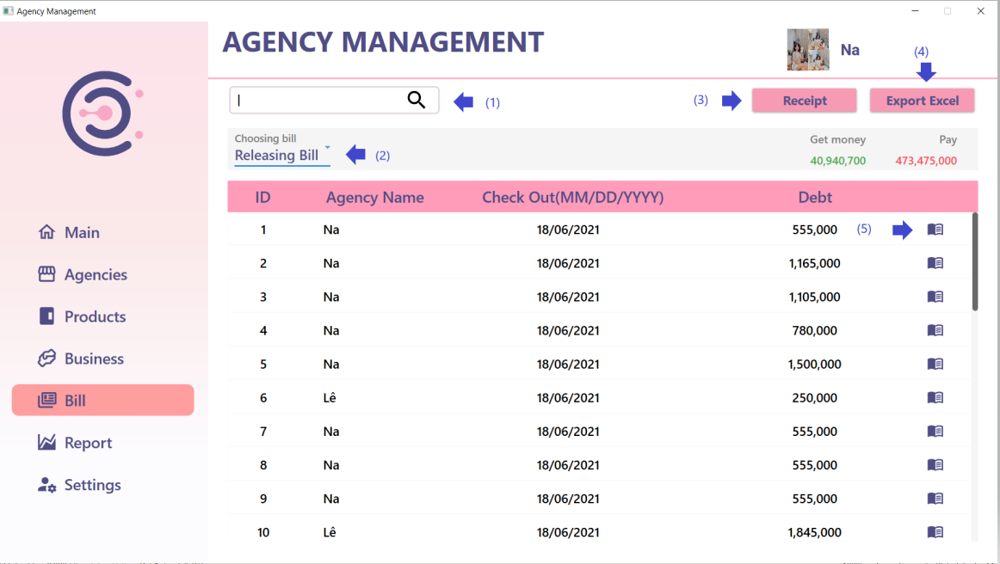 Agency Management
AGENCY MANAGEMENT
Na
(4)
(1)
(3)
Receipt
Export Excel
Choosing bill
Releasing Bill
(2)
Get money
Pay
40,940,700
473,475,000
ID Agency Name Check Out(MM/DD/YYYY) Debt
1 Na 18/06/2021 555,000 (5)
2 Na 18/06/2021 1,165,000
3 Na 18/06/2021 1,105,000
4 Na 18/06/2021 780,000
5 Na 18/06/2021 1,500,000
6 Lê 18/06/2021 250,000
7 Na 18/06/2021 555,000
8 Na 18/06/2021 555,000
9 Na 18/06/2021 555,000
10 Lê 18/06/2021 1,845,000
Main
Agencies
Products
Business
Bill
Report
Settings